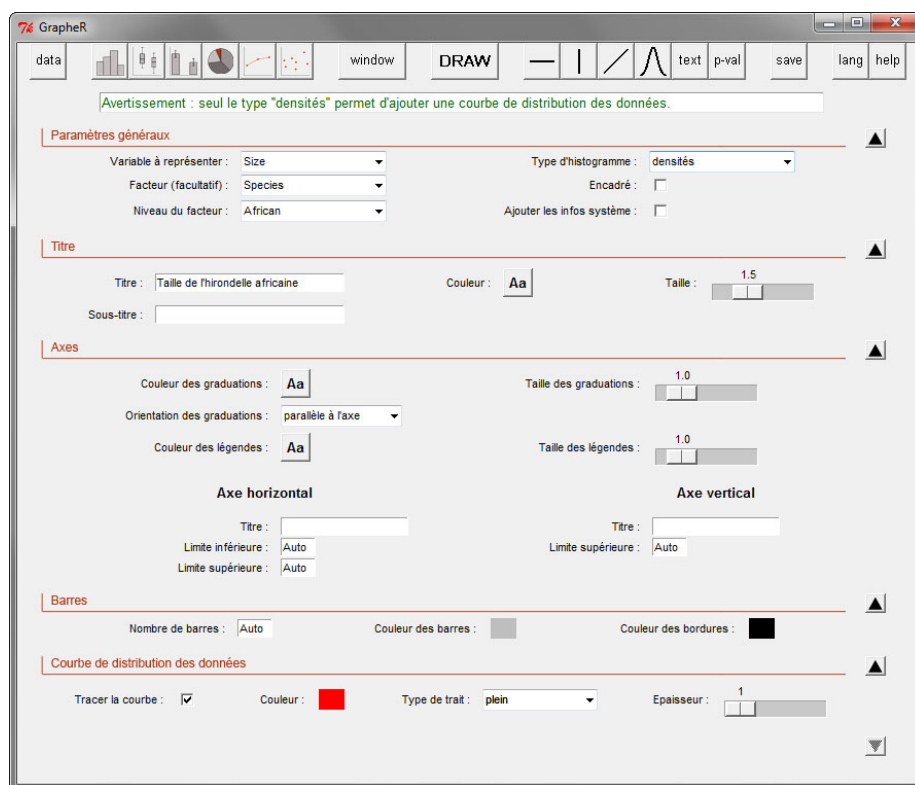 GrapheR
data window DRAW text p-val save lang help
Avertissement : seul le type "densités" permet d'ajouter une courbe de distribution des données.
Paramètres généraux
Variable à représenter : Size Type d'histogramme : densités
Facteur (facultatif) : Species Encadré :
Niveau du facteur : African Ajouter les infos système :
Titre
Titre : Taille de l'hirondelle africaine Couleur : Aa Taille : 1.5
Sous-titre :
Axes
Couleur des graduations : Aa Taille des graduations : 1.0
Orientation des graduations : parallèle à l'axe
Couleur des légendes : Aa Taille des légendes : 1.0
Axe horizontal Axe vertical
Titre : Titre :
Limite inférieure : Auto Limite supérieure : Auto
Limite supérieure : Auto
Barres
Nombre de barres : Auto Couleur des barres : Couleur des bordures :
Courbe de distribution des données
Tracer la courbe : Couleur : Type de trait : plein Epaisseur : 1